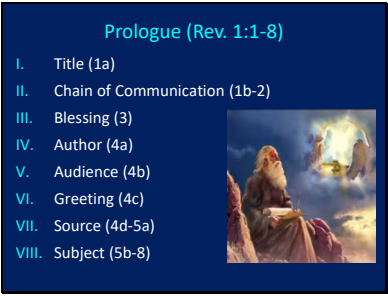 Prologue (Rev. 1:1-8)
I. Title (1a)
II. Chain of Communication (1b-2)
III. Blessing (3)
IV. Author (4a)
V. Audience (4b)
VI. Greeting (4c)
VII. Source (4d-5a)
VIII. Subject (5b-8)